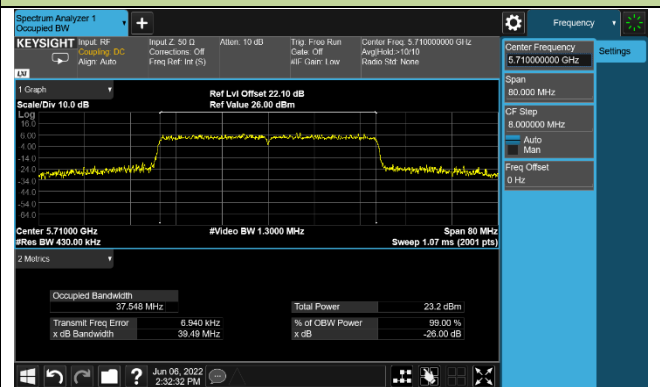 Spectrum Analyzer 1
Occupied BW
Frequency
KEYSIGHT
Input: RF
Coupling: DC
Align: Auto
Input Z: 50 Ω
Corrections: Off
Freq Ref: Int (S)
Atten: 10 dB
Trig: Free Run
Gate: Off
#IF Gain: Low
Center Freq: 5.710000000 GHz
Avg|Hold:>10/10
Radio Std: None
LXI
Center Frequency
5.710000000 GHz
Settings
Span
80.000 MHz
CF Step
8.000000 MHz
Auto
Man
Freq Offset
0 Hz
1 Graph
Scale/Div 10.0 dB
Ref Lvl Offset 22.10 dB
Ref Value 26.00 dBm
Log
16.0
6.00
-4.00
-14.0
-24.0
-34.0
-44.0
-54.0
-64.0
Center 5.71000 GHz
#Video BW 1.3000 MHz
Span 80 MHz
#Res BW 430.00 kHz
Sweep 1.07 ms (2001 pts)
2 Metrics
Occupied Bandwidth
37.548 MHz
Total Power 23.2 dBm
Transmit Freq Error 6.940 kHz
% of OBW Power 99.00 %
x dB Bandwidth 39.49 MHz
x dB -26.00 dB
Jun 06, 2022
2:32:32 PM